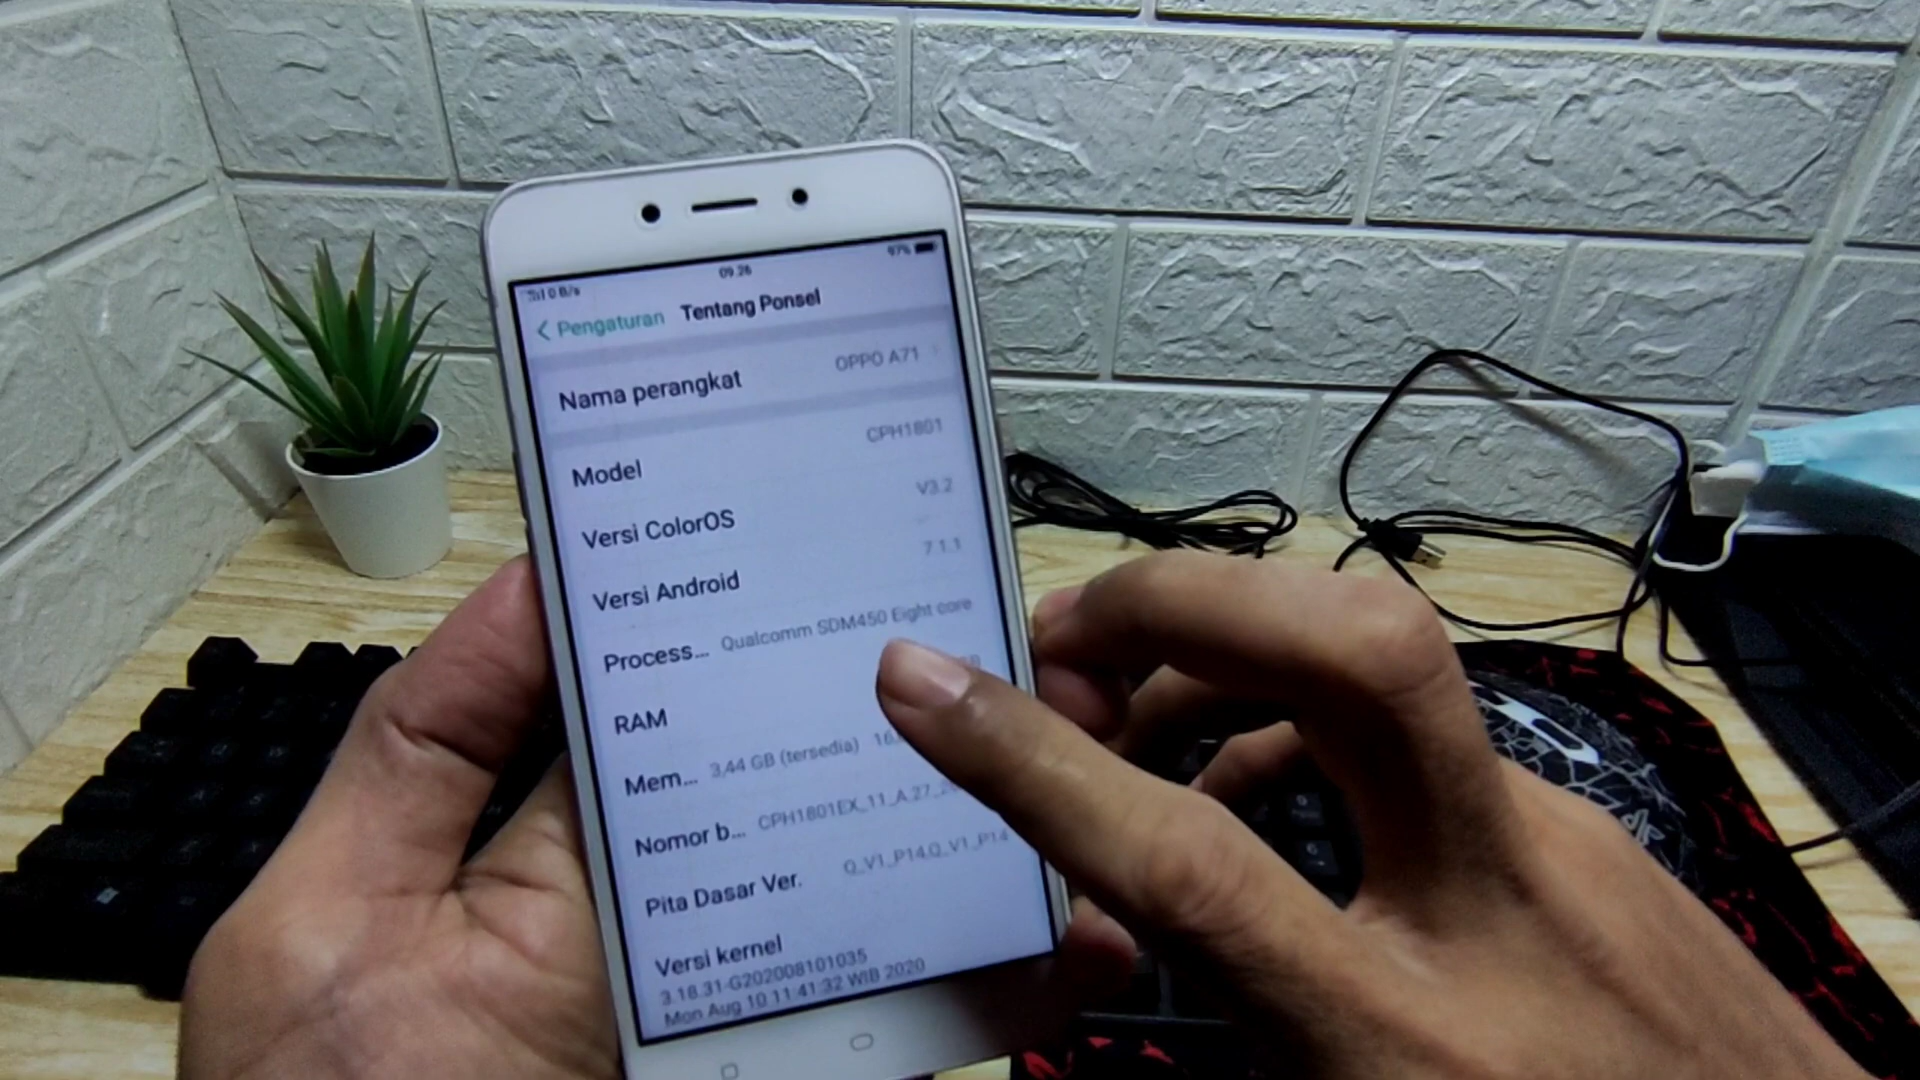 0 B/s 09.26 97%
Pengaturan Tentang Ponsel
Nama perangkat OPPO A71
Model CPH1801
Versi ColorOS V3.2
Versi Android 7.1.1
Process... Qualcomm SDM450 Eight core
RAM
Mem... 3,44 GB (tersedia)
Nomor b... CPH1801EX_11_A.27_
Pita Dasar Ver. Q_V1_P14,Q_V1_P14
Versi kernel
3.18.31-G202008101035
Mon Aug 10 11:41:32 WIB 2020